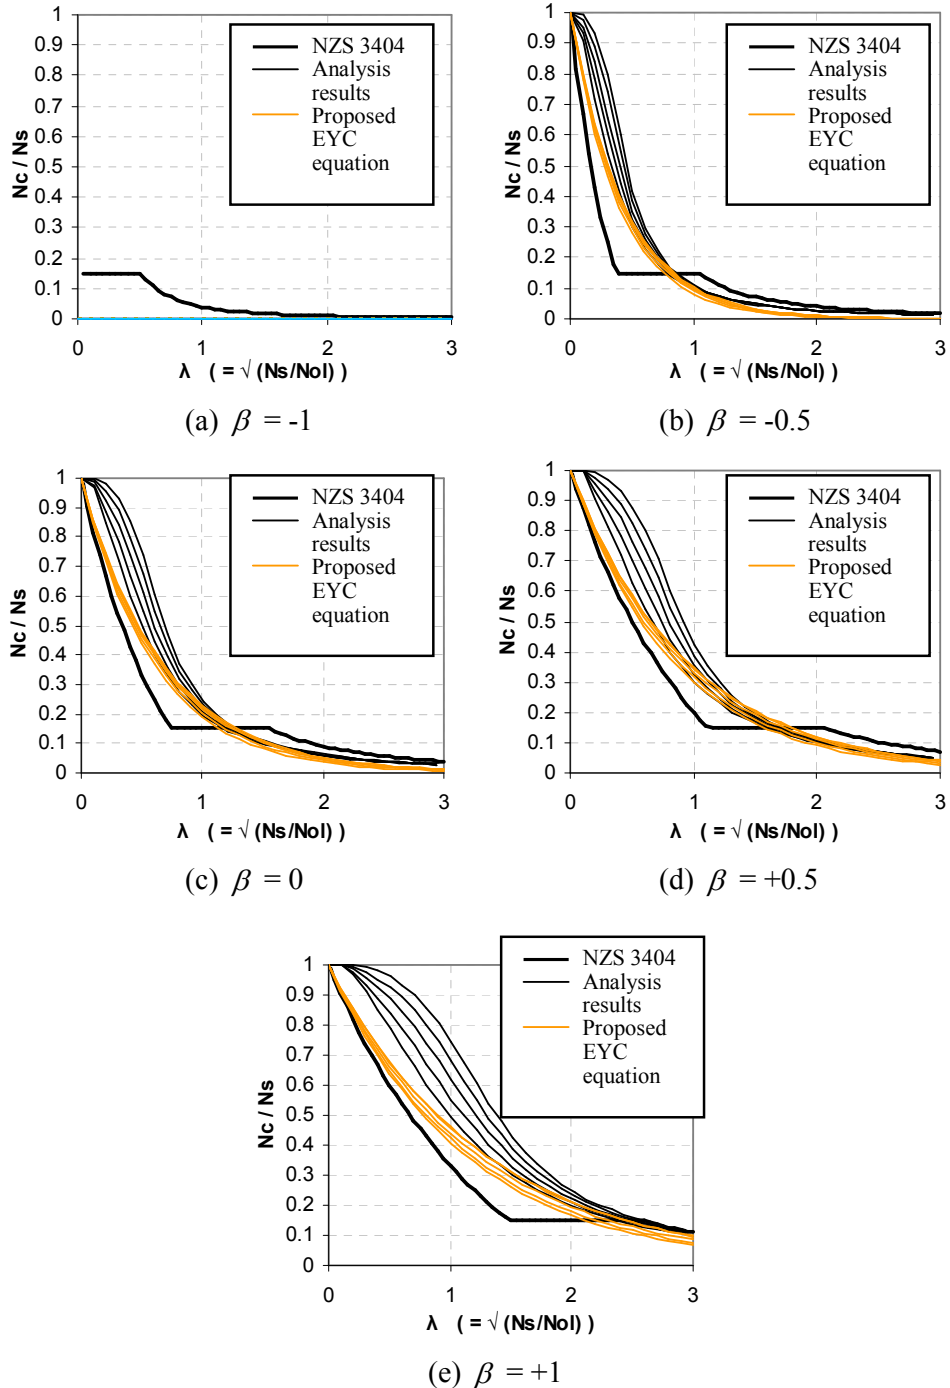 1
0.9
0.8
0.7
0.6
0.5
0.4
0.3
0.2
0.1
0
Nc / Ns
NZS 3404
Analysis
results
Proposed
EYC
equation
0 1 2 3
λ ( = √ (Ns/Nol) )
(a) β = -1
1
0.9
0.8
0.7
0.6
0.5
0.4
0.3
0.2
0.1
0
Nc / Ns
NZS 3404
Analysis
results
Proposed
EYC
equation
0 1 2 3
λ ( = √ (Ns/Nol) )
(b) β = -0.5
1
0.9
0.8
0.7
0.6
0.5
0.4
0.3
0.2
0.1
0
Nc / Ns
NZS 3404
Analysis
results
Proposed
EYC
equation
0 1 2 3
λ ( = √ (Ns/Nol) )
(c) β = 0
1
0.9
0.8
0.7
0.6
0.5
0.4
0.3
0.2
0.1
0
Nc / Ns
NZS 3404
Analysis
results
Proposed
EYC
equation
0 1 2 3
λ ( = √ (Ns/Nol) )
(d) β = +0.5
1
0.9
0.8
0.7
0.6
0.5
0.4
0.3
0.2
0.1
0
Nc / Ns
NZS 3404
Analysis
results
Proposed
EYC
equation
0 1 2 3
λ ( = √ (Ns/Nol) )
(e) β = +1